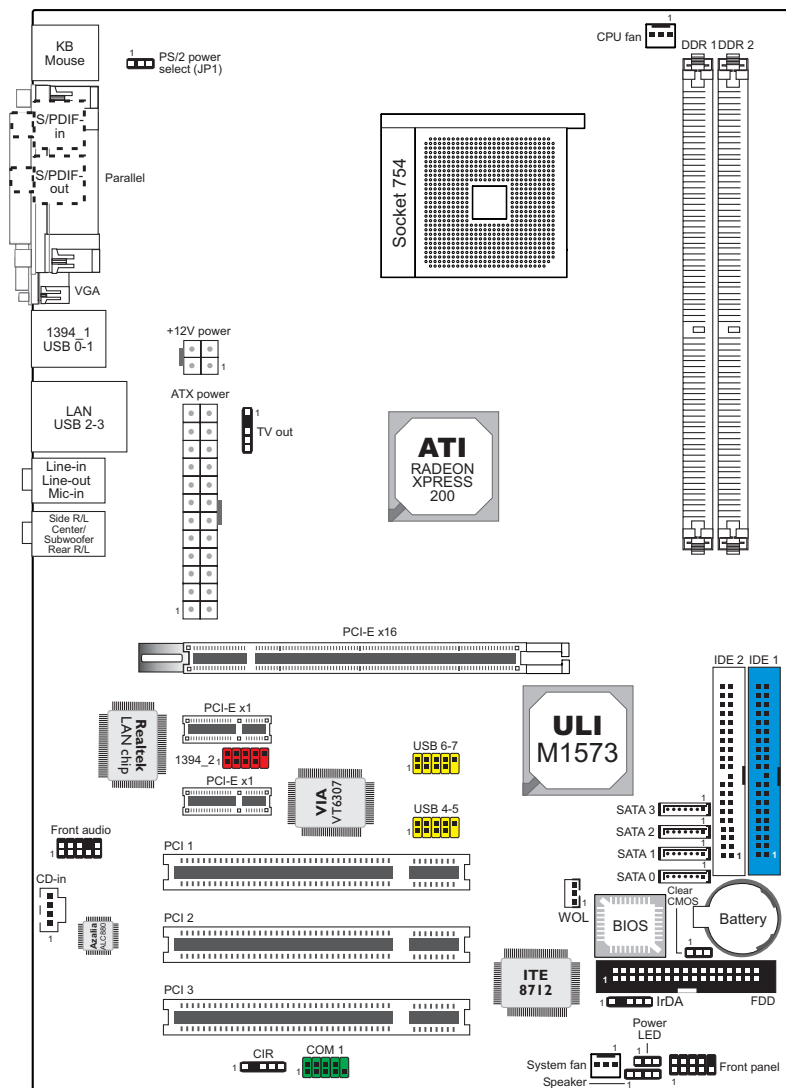 KB
Mouse
1
PS/2 power
select (JP1)
CPU fan
1
DDR 1
DDR 2
S/PDIF-
in
S/PDIF-
out
Parallel
Socket 754
VGA
1394_1
USB 0-1
+12V power
1
LAN
USB 2-3
ATX power
1
TV out
ATI
RADEON
XPRESS
200
Line-in
Line-out
Mic-in
Side R/L
Center/
Subwoofer
Rear R/L
1
PCI-E x16
IDE 2
IDE 1
Realtek
LAN chip
PCI-E x1
1394_2
1
PCI-E x1
VIA
VT6307
USB 6-7
1
USB 4-5
1
ULI
M1573
SATA 3
1
SATA 2
1
SATA 1
1
SATA 0
1
1
1
Front audio
1
PCI 1
CD-in
1
Azalia
ALC880
PCI 2
WOL
1
Clear
CMOS
1
BIOS
Battery
ITE
8712
1
FDD
1
IrDA
PCI 3
CIR
1
COM 1
1
Power
LED
1
System fan
1
Speaker
1
Front panel
1